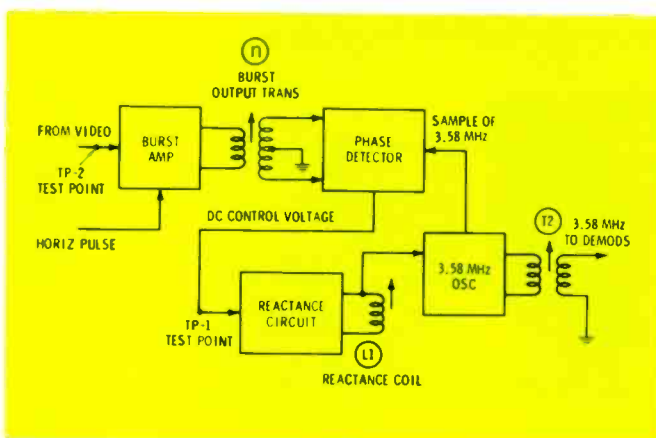 BURST
OUTPUT TRANS
FROM VIDEO
TP-2
TEST POINT
BURST
AMP
HORIZ PULSE
PHASE
DETECTOR
SAMPLE OF
3.58 MHz
DC CONTROL VOLTAGE
TP-1
TEST POINT
REACTANCE
CIRCUIT
L1
REACTANCE COIL
3.58 MHz
OSC
T2
3.58 MHz
TO DEMODS